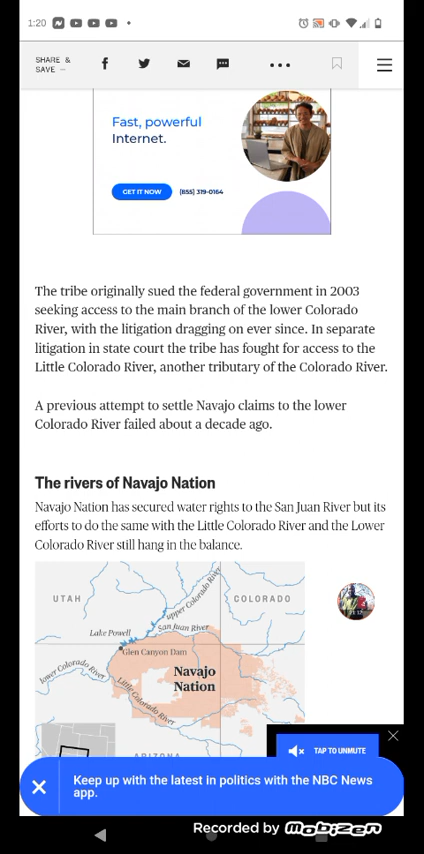 1:20
SHARE &
SAVE —
Fast, powerful
Internet.
GET IT NOW
(855) 319-0164
The tribe originally sued the federal government in 2003
seeking access to the main branch of the lower Colorado
River, with the litigation dragging on ever since. In separate
litigation in state court the tribe has fought for access to the
Little Colorado River, another tributary of the Colorado River.
A previous attempt to settle Navajo claims to the lower
Colorado River failed about a decade ago.
The rivers of Navajo Nation
Navajo Nation has secured water rights to the San Juan River but its
efforts to do the same with the Little Colorado River and the Lower
Colorado River still hang in the balance.
UTAH
COLORADO
upper Colorado River
San Juan River
Lake Powell
Glen Canyon Dam
lower Colorado River
Little Colorado River
Navajo
Nation
ARIZONA
TAP TO UNMUTE
Keep up with the latest in politics with the NBC News
app.
Recorded by Mobizen